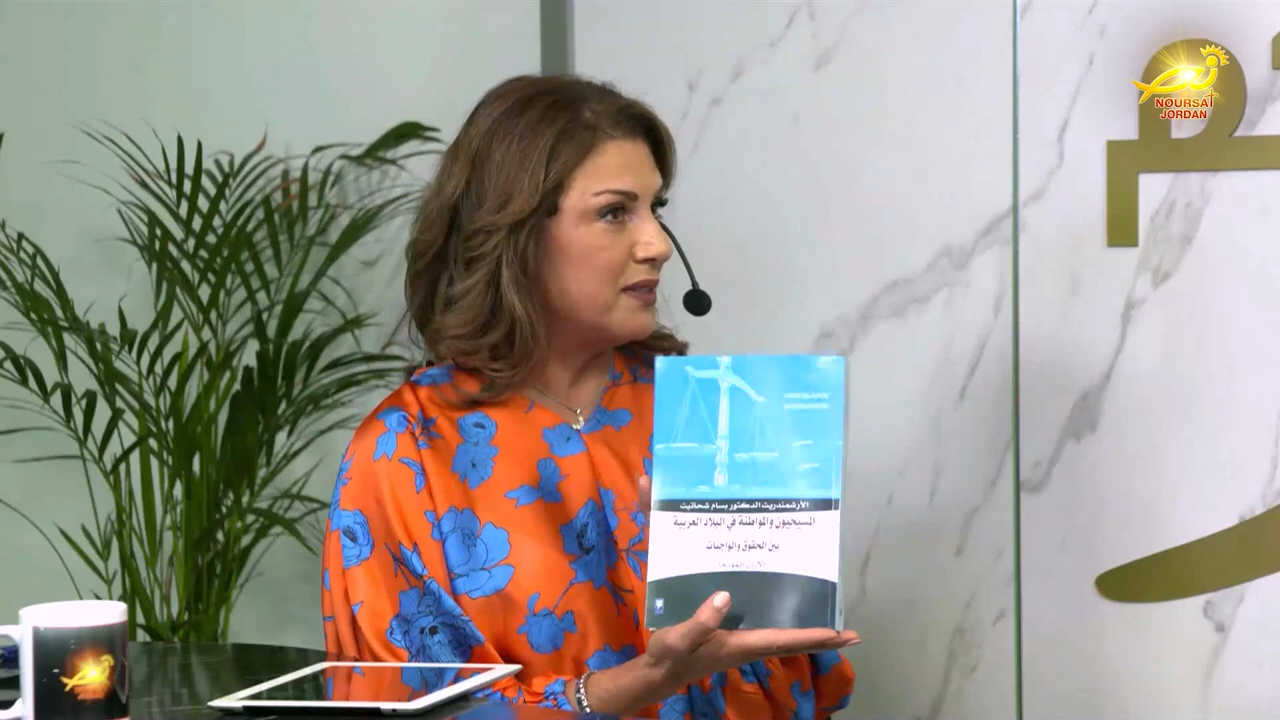 NOURSAT
JORDAN
الأرشمندريت الدكتور بسام شحاتيت
المسيحيون والمواطنة في البلاد العربية
بين الحقوق والواجبات